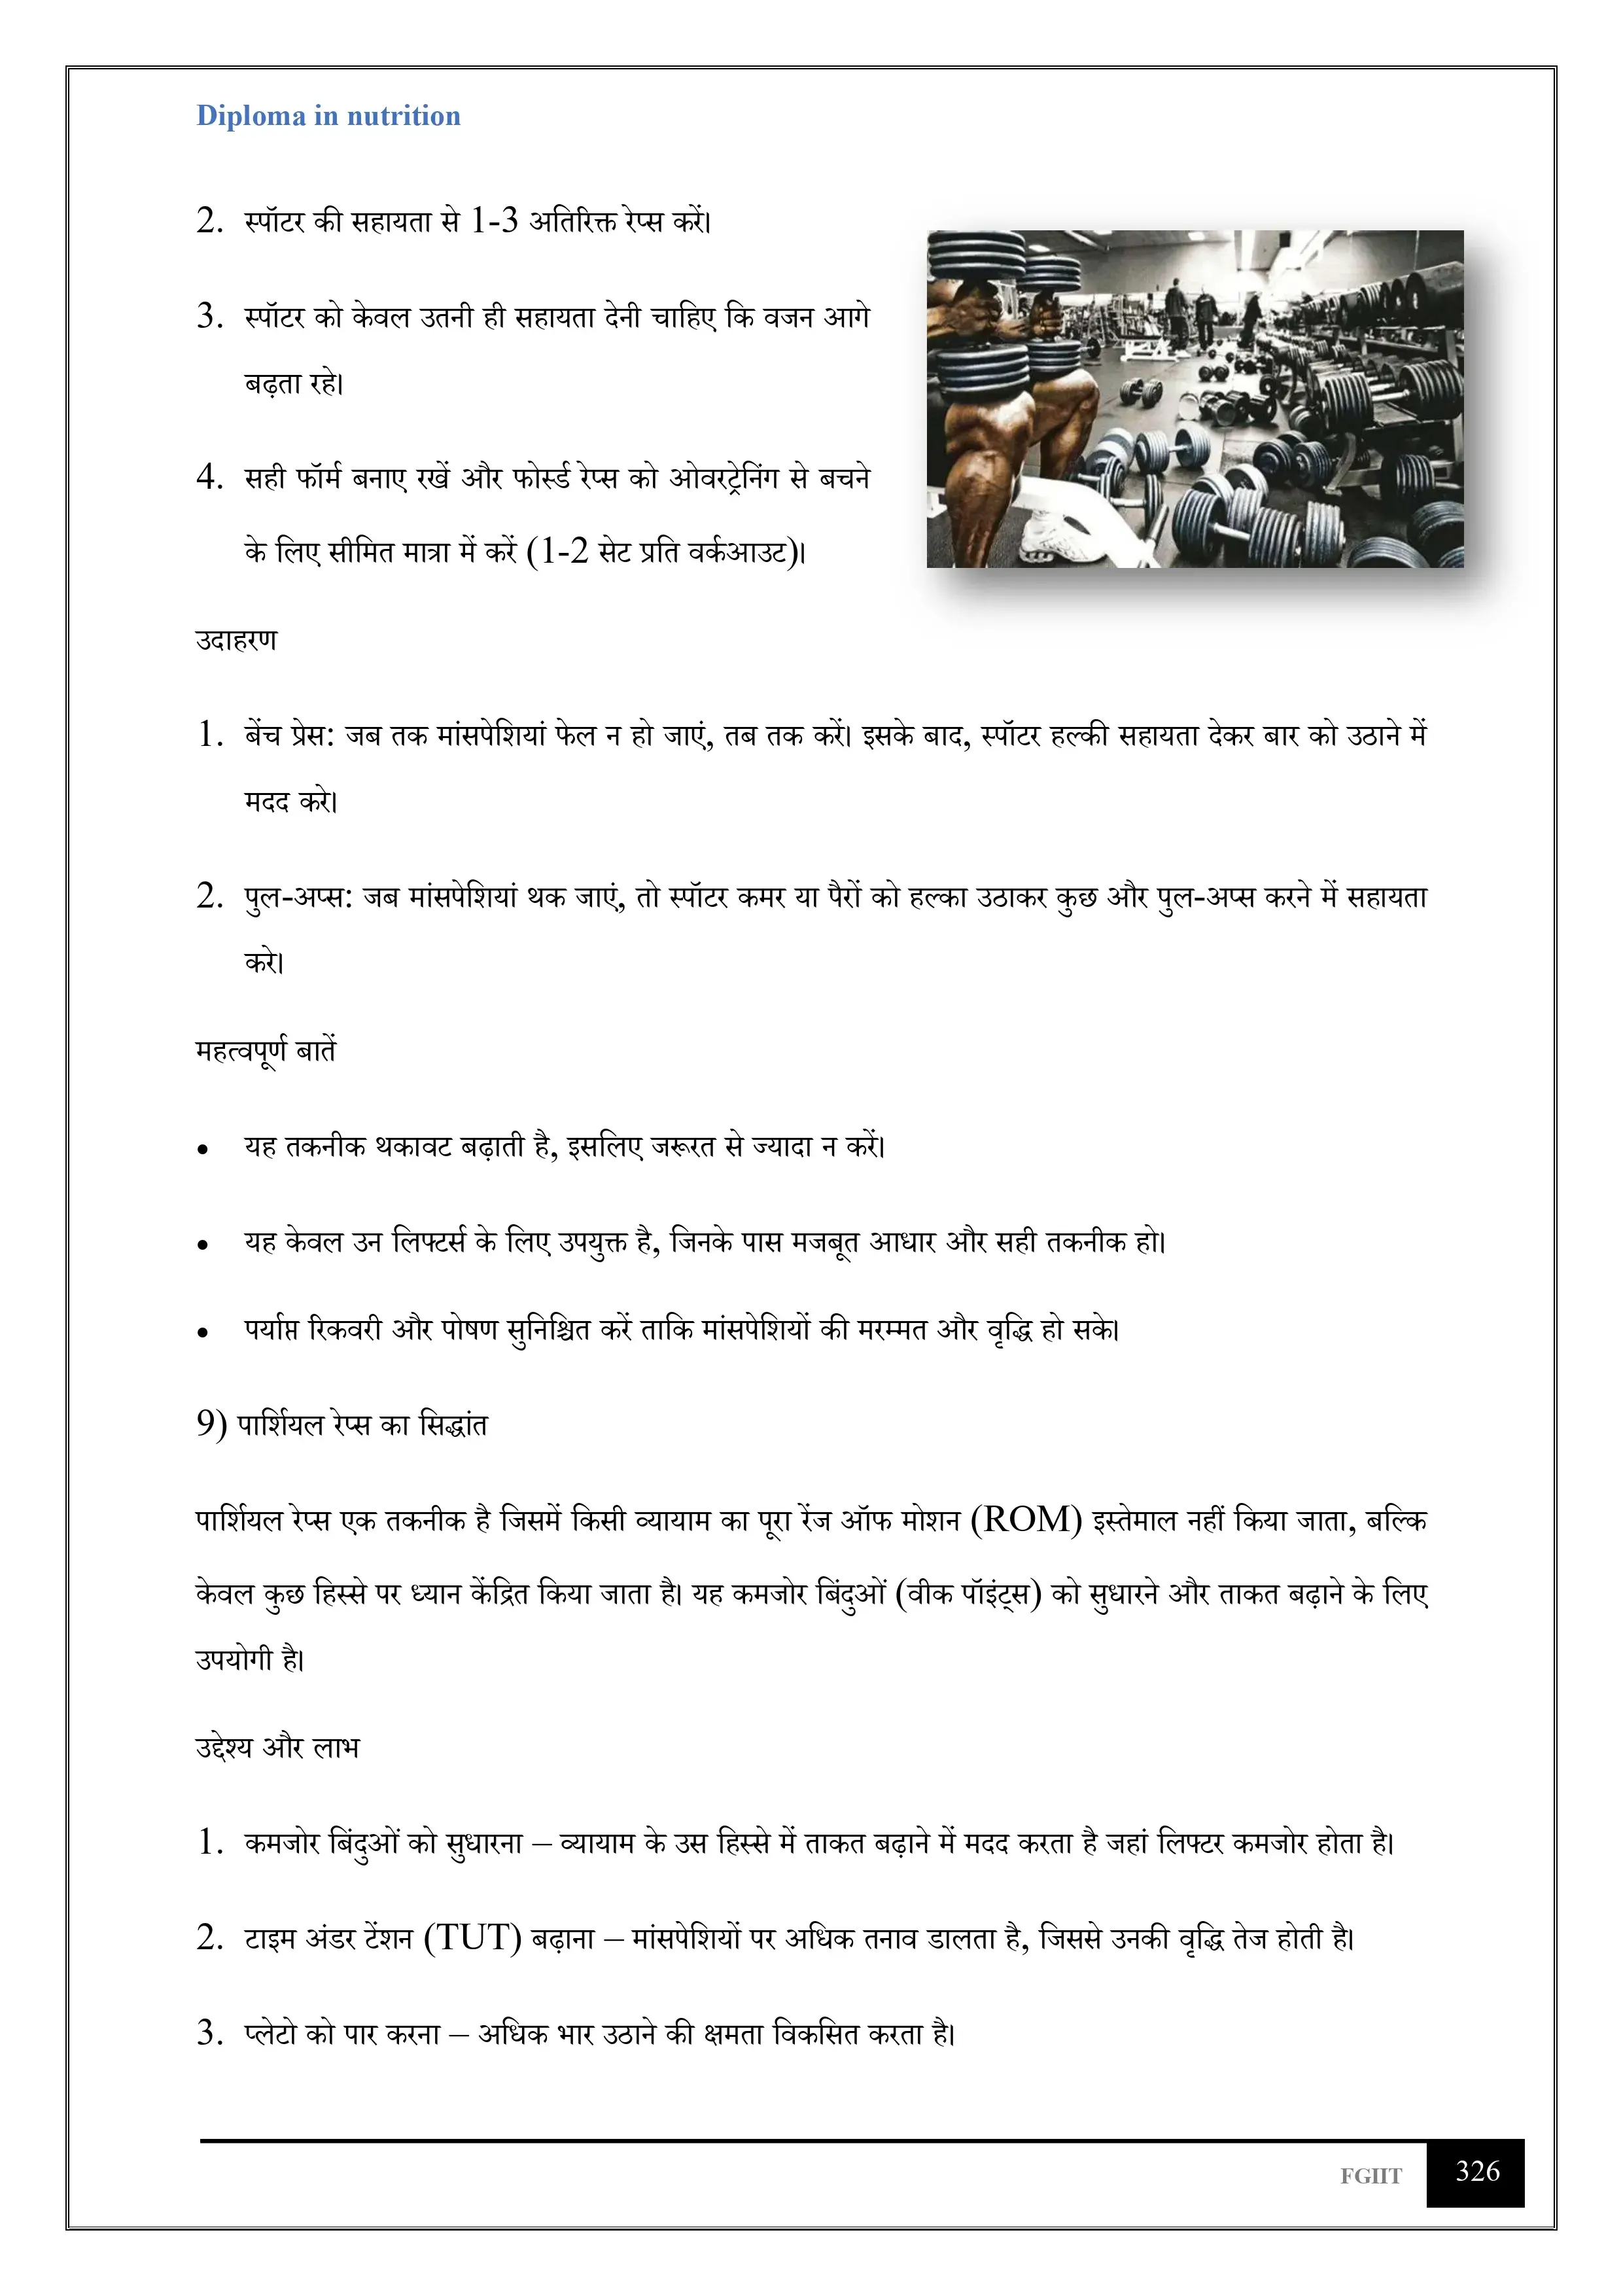 Diploma in nutrition
2. स्पॉटर की सहायता से 1-3 अतिरिक्त रेप्स करें।
3. स्पॉटर को केवल उतनी ही सहायता देनी चाहिए कि वजन आगे
बढ़ता रहे।
4. सही फॉर्म बनाए रखें और फोर्स्ड रेप्स को ओवरट्रेनिंग से बचने
के लिए सीमित मात्रा में करें (1-2 सेट प्रति वर्कआउट)।
उदाहरण
1. बेंच प्रेस: जब तक मांसपेशियां फेल न हो जाएं, तब तक करें। इसके बाद, स्पॉटर हल्की सहायता देकर बार को उठाने में
मदद करे।
2. पुल-अप्स: जब मांसपेशियां थक जाएं, तो स्पॉटर कमर या पैरों को हल्का उठाकर कुछ और पुल-अप्स करने में सहायता
करे।
महत्वपूर्ण बातें
• यह तकनीक थकावट बढ़ाती है, इसलिए जरूरत से ज्यादा न करें।
• यह केवल उन लिफ्टर्स के लिए उपयुक्त है, जिनके पास मजबूत आधार और सही तकनीक हो।
• पर्याप्त रिकवरी और पोषण सुनिश्चित करें ताकि मांसपेशियों की मरम्मत और वृद्धि हो सके।
9) पार्शियल रेप्स का सिद्धांत
पार्शियल रेप्स एक तकनीक है जिसमें किसी व्यायाम का पूरा रेंज ऑफ मोशन (ROM) इस्तेमाल नहीं किया जाता, बल्कि
केवल कुछ हिस्से पर ध्यान केंद्रित किया जाता है। यह कमजोर बिंदुओं (वीक पॉइंट्स) को सुधारने और ताकत बढ़ाने के लिए
उपयोगी है।
उद्देश्य और लाभ
1. कमजोर बिंदुओं को सुधारना – व्यायाम के उस हिस्से में ताकत बढ़ाने में मदद करता है जहां लिफ्टर कमजोर होता है।
2. टाइम अंडर टेंशन (TUT) बढ़ाना – मांसपेशियों पर अधिक तनाव डालता है, जिससे उनकी वृद्धि तेज होती है।
3. प्लेटो को पार करना – अधिक भार उठाने की क्षमता विकसित करता है।
FGIIT 326